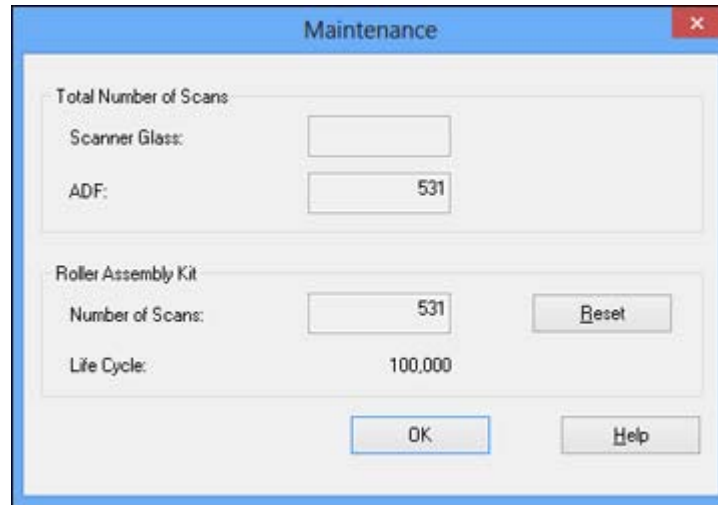 Maintenance
Total Number of Scans
Scanner Glass:
ADF: 531
Roller Assembly Kit
Number of Scans: 531 Reset
Life Cycle: 100,000
OK Help